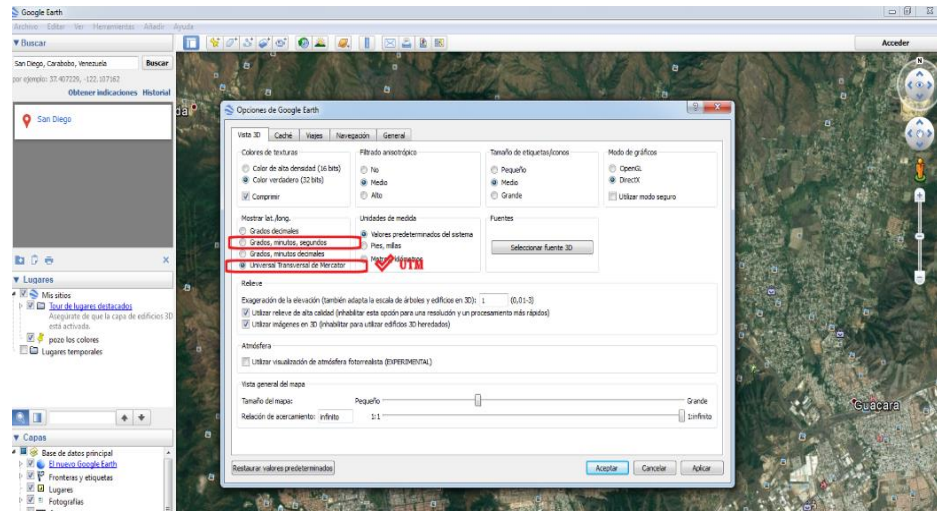 Google Earth
Archivo Editar Ver Herramientas Añadir Ayuda
▼ Buscar
Acceder
San Diego, Carabobo, Venezuela
Buscar
por ejemplo: 37.407229, -122.107162
Obtener indicaciones Historial
San Diego
Opciones de Google Earth
Vista 3D Caché Viajes Navegación General
Colores de texturas
Color de alta densidad (16 bits)
Color verdadero (32 bits)
Comprimir
Filtrado anisotrópico
No
Medio
Alto
Tamaño de etiquetas/iconos
Pequeño
Medio
Grande
Modo de gráficos
OpenGL
DirectX
Utilizar modo seguro
Mostrar lat./long.
Grados decimales
Grados, minutos, segundos
Grados, minutos decimales
Universal Transversal de Mercator
UTM
Unidades de medida
Valores predeterminados del sistema
Pies, millas
Fuentes
Seleccionar fuente 3D
Relieve
Exageración de la elevación (también adapta la escala de árboles y edificios en 3D): 1 (0,01-3)
Utilizar relieve de alta calidad (inhabilitar esta opción para una resolución y un procesamiento más rápidos)
Utilizar imágenes en 3D (inhabilitar para utilizar edificios 3D heredados)
Atmósfera
Utilizar visualización de atmósfera fotorrealista (EXPERIMENTAL)
Vista general del mapa
Tamaño del mapa: Pequeño Grande
Relación de acercamiento: infinito 1:1 1:infinito
Restaurar valores predeterminados
Aceptar Cancelar Aplicar
▼ Lugares
Mis sitios
Tour de lugares destacados
Asegúrate de que la capa de edificios 3D
está activada.
pozo los colores
Lugares temporales
▼ Capas
Base de datos principal
El nuevo Google Earth
Fronteras y etiquetas
Lugares
Fotografías
Guacara
N